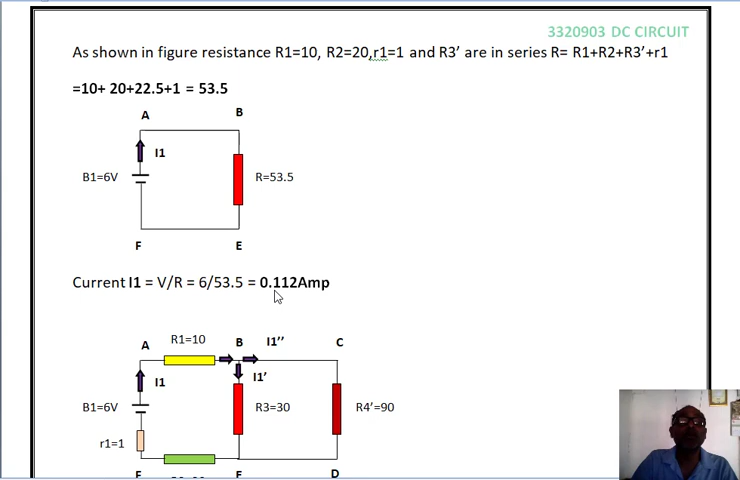 3320903 DC CIRCUIT
As shown in figure resistance R1=10, R2=20,r1=1 and R3’ are in series R= R1+R2+R3’+r1
=10+ 20+22.5+1 = 53.5
A B
I1
B1=6V R=53.5
F E
Current I1 = V/R = 6/53.5 = 0.112Amp
R1=10
A B I1’’ C
I1 I1’
B1=6V R3=30 R4’=90
r1=1
D